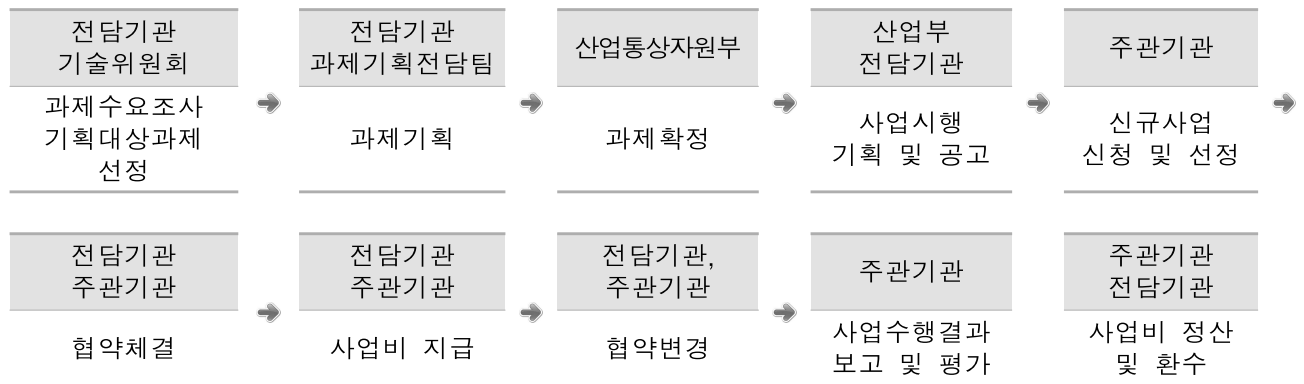 전담기관
기술위원회
과제수요조사
기획대상과제
선정
전담기관
과제기획전담팀
과제기획
산업통상자원부
과제확정
산업부
전담기관
사업시행
기획 및 공고
주관기관
신규사업
신청 및 선정
전담기관
주관기관
협약체결
전담기관
주관기관
사업비 지급
전담기관,
주관기관
협약변경
주관기관
사업수행결과
보고 및 평가
주관기관
전담기관
사업비 정산
및 환수